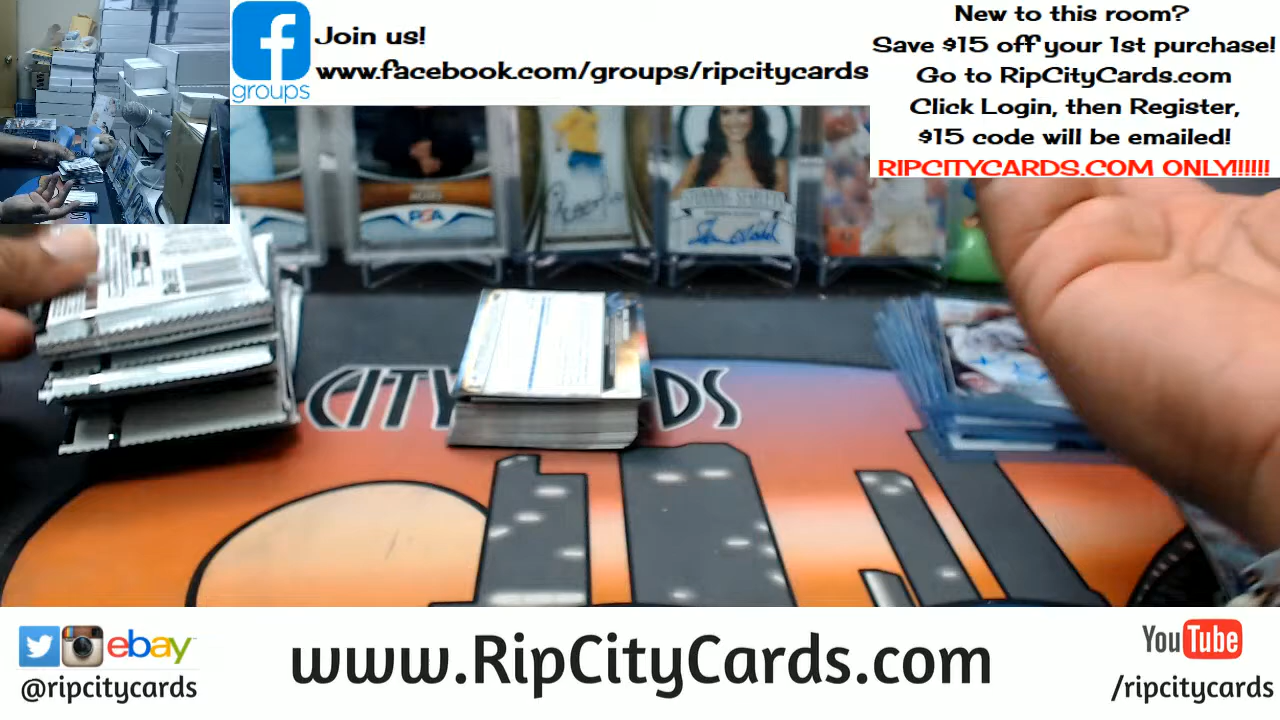 Join us!
www.facebook.com/groups/ripcitycards
groups
New to this room?
Save $15 off your 1st purchase!
Go to RipCityCards.com
Click Login, then Register,
$15 code will be emailed!
RIPCITYCARDS.COM ONLY!!!!!!
PSA
CITY
DS
ebay
@ripcitycards
www.RipCityCards.com
YouTube
/ripcitycards